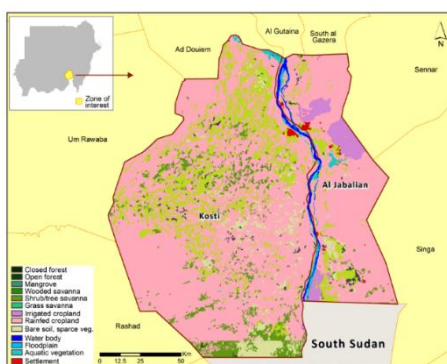 Al Gutaina
South al
Gazera
Ad Douiem
Sennar
N
Zone of
interest
Um Rawaba
Al Jabalian
Kosti
Singa
Closed forest
Open forest
Mangrove
Wooded savanna
Shrub/tree savanna
Grass savanna
Irrigated cropland
Rainfed cropland
Bare soil, sparse veg.
Water body
Floodplain
Aquatic vegetation
Settlement
Rashad
South Sudan
0 12.5 25 50
Km